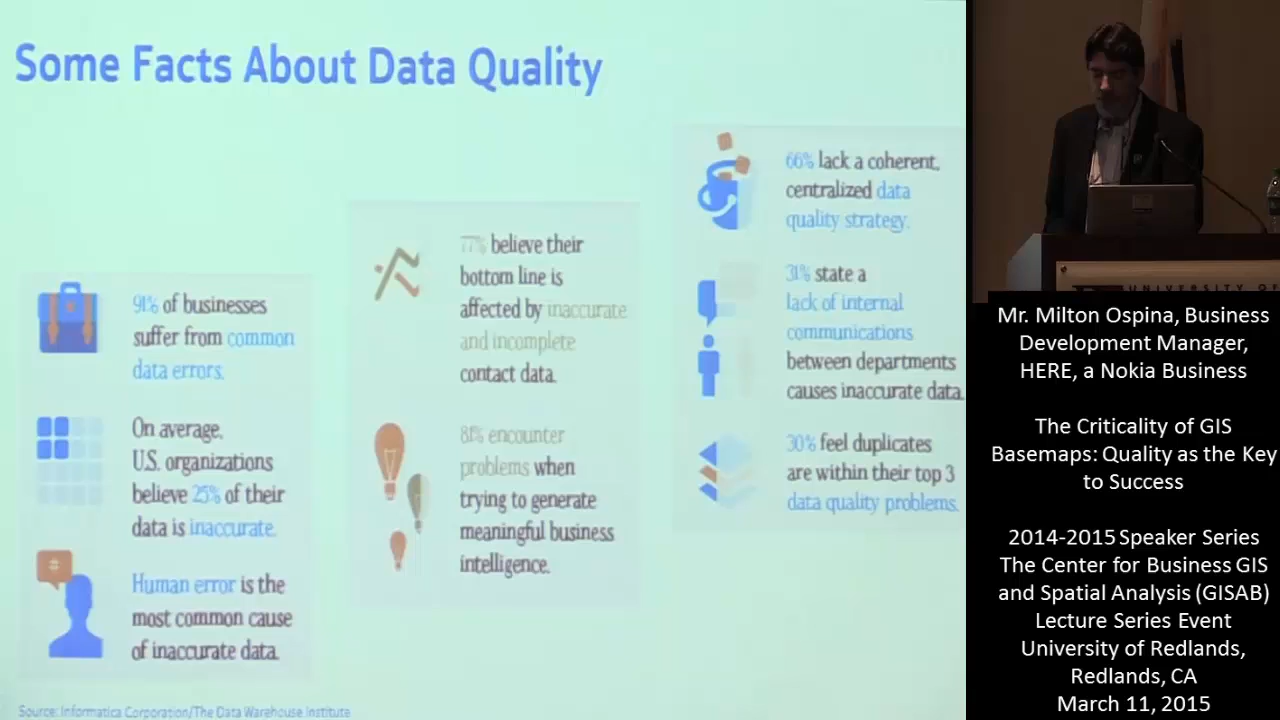 Some Facts About Data Quality
91% of businesses
suffer from common
data errors.
On average,
U.S. organizations
believe 25% of their
data is inaccurate.
Human error is the
most common cause
of inaccurate data.
77% believe their
bottom line is
affected by inaccurate
and incomplete
contact data.
81% encounter
problems when
trying to generate
meaningful business
intelligence.
66% lack a coherent,
centralized data
quality strategy.
31% state a
lack of internal
communications
between departments
causes inaccurate data.
30% feel duplicates
are within their top 3
data quality problems.
Source: Informatica Corporation/The Data Warehouse Institute
UNIVERSITY OF
Mr. Milton Ospina, Business
Development Manager,
HERE, a Nokia Business
The Criticality of GIS
Basemaps: Quality as the Key
to Success
2014-2015 Speaker Series
The Center for Business GIS
and Spatial Analysis (GISAB)
Lecture Series Event
University of Redlands,
Redlands, CA
March 11, 2015